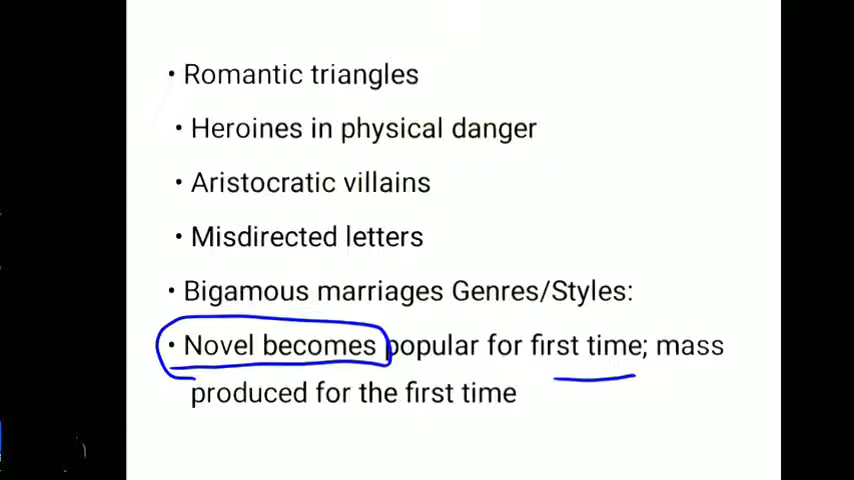 • Romantic triangles
• Heroines in physical danger
• Aristocratic villains
• Misdirected letters
• Bigamous marriages Genres/Styles:
• Novel becomes popular for first time; mass
produced for the first time